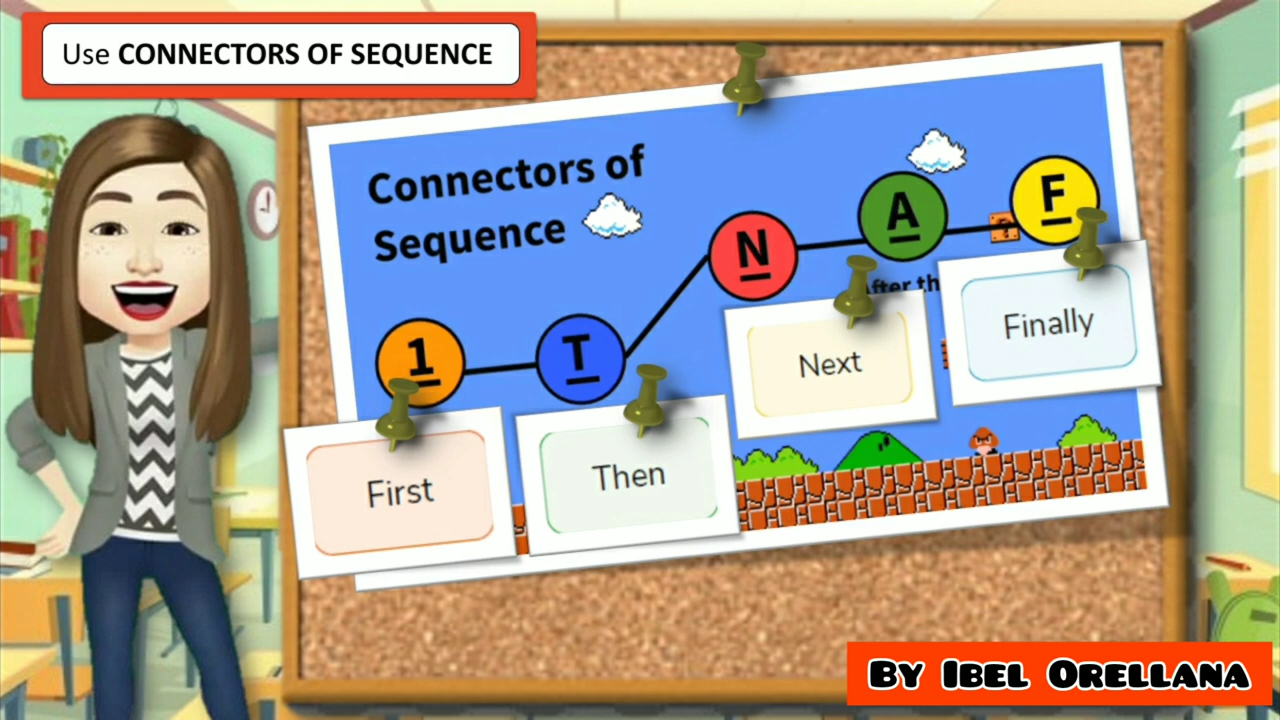 Use CONNECTORS OF SEQUENCE
Connectors of
Sequence
1
T
N
A
F
First
Then
Next
Finally
By Ibel Orellana